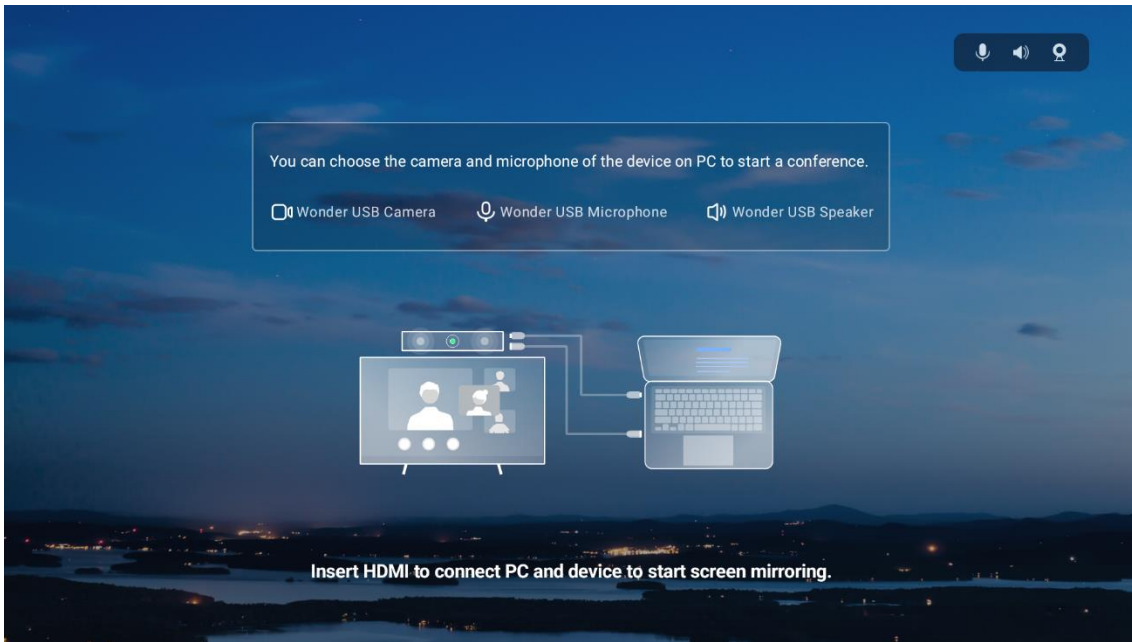 You can choose the camera and microphone of the device on PC to start a conference.
Wonder USB Camera Wonder USB Microphone Wonder USB Speaker
Insert HDMI to connect PC and device to start screen mirroring.